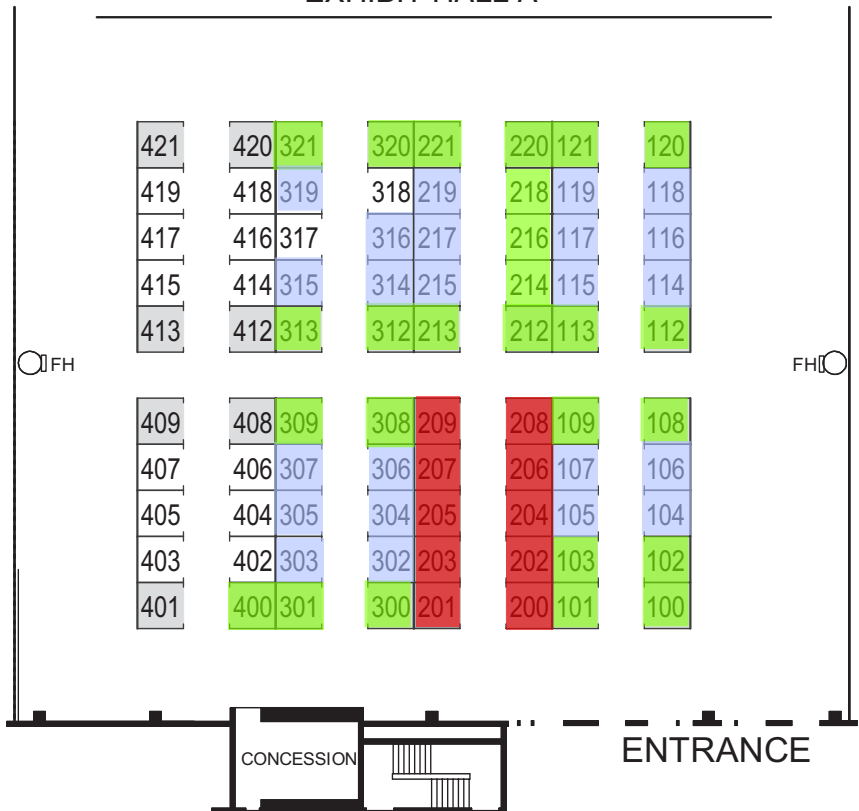 EXHIBIT HALL A
421 420 321 320 221 220 121 120
419 418 319 318 219 218 119 118
417 416 317 316 217 216 117 116
415 414 315 314 215 214 115 114
413 412 313 312 213 212 113 112
FH FH
409 408 309 308 209 208 109 108
407 406 307 306 207 206 107 106
405 404 305 304 205 204 105 104
403 402 303 302 203 202 103 102
401 400 301 300 201 200 101 100
ENTRANCE
CONCESSION